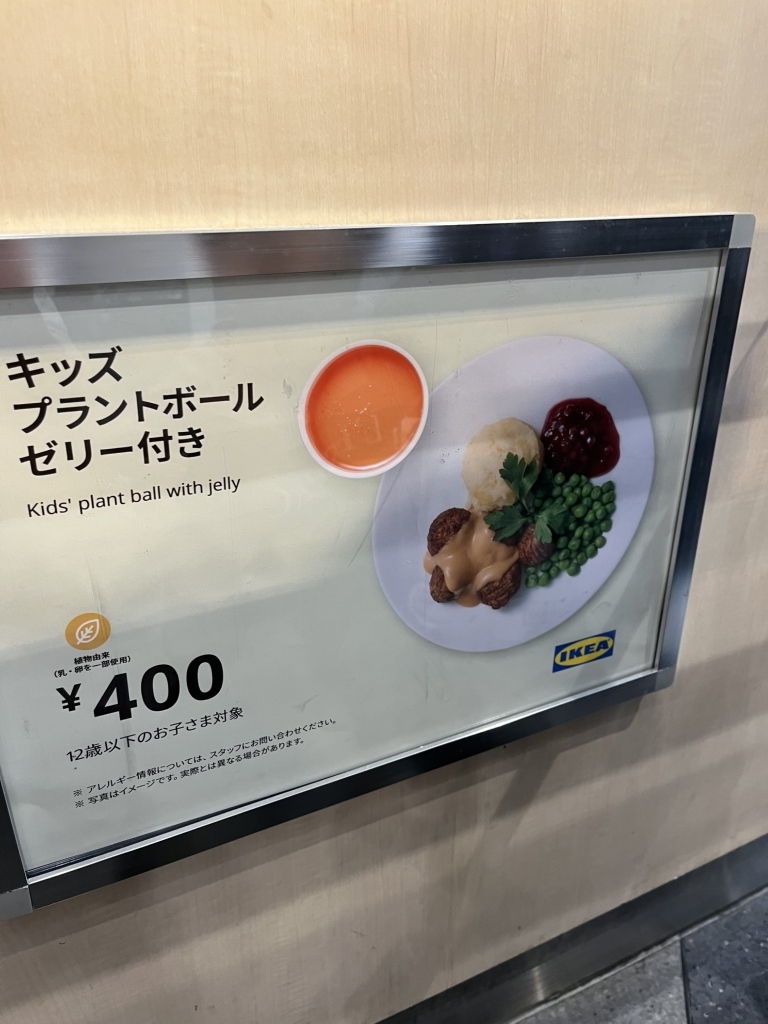 キッズ
プラントボール
ゼリー付き
Kids' plant ball with jelly
植物由来
(乳・卵を一部使用)
¥400
12歳以下のお子さま対象
※ アレルギー情報については、スタッフにお問い合わせください。
※ 写真はイメージです。実際とは異なる場合があります。
IKEA